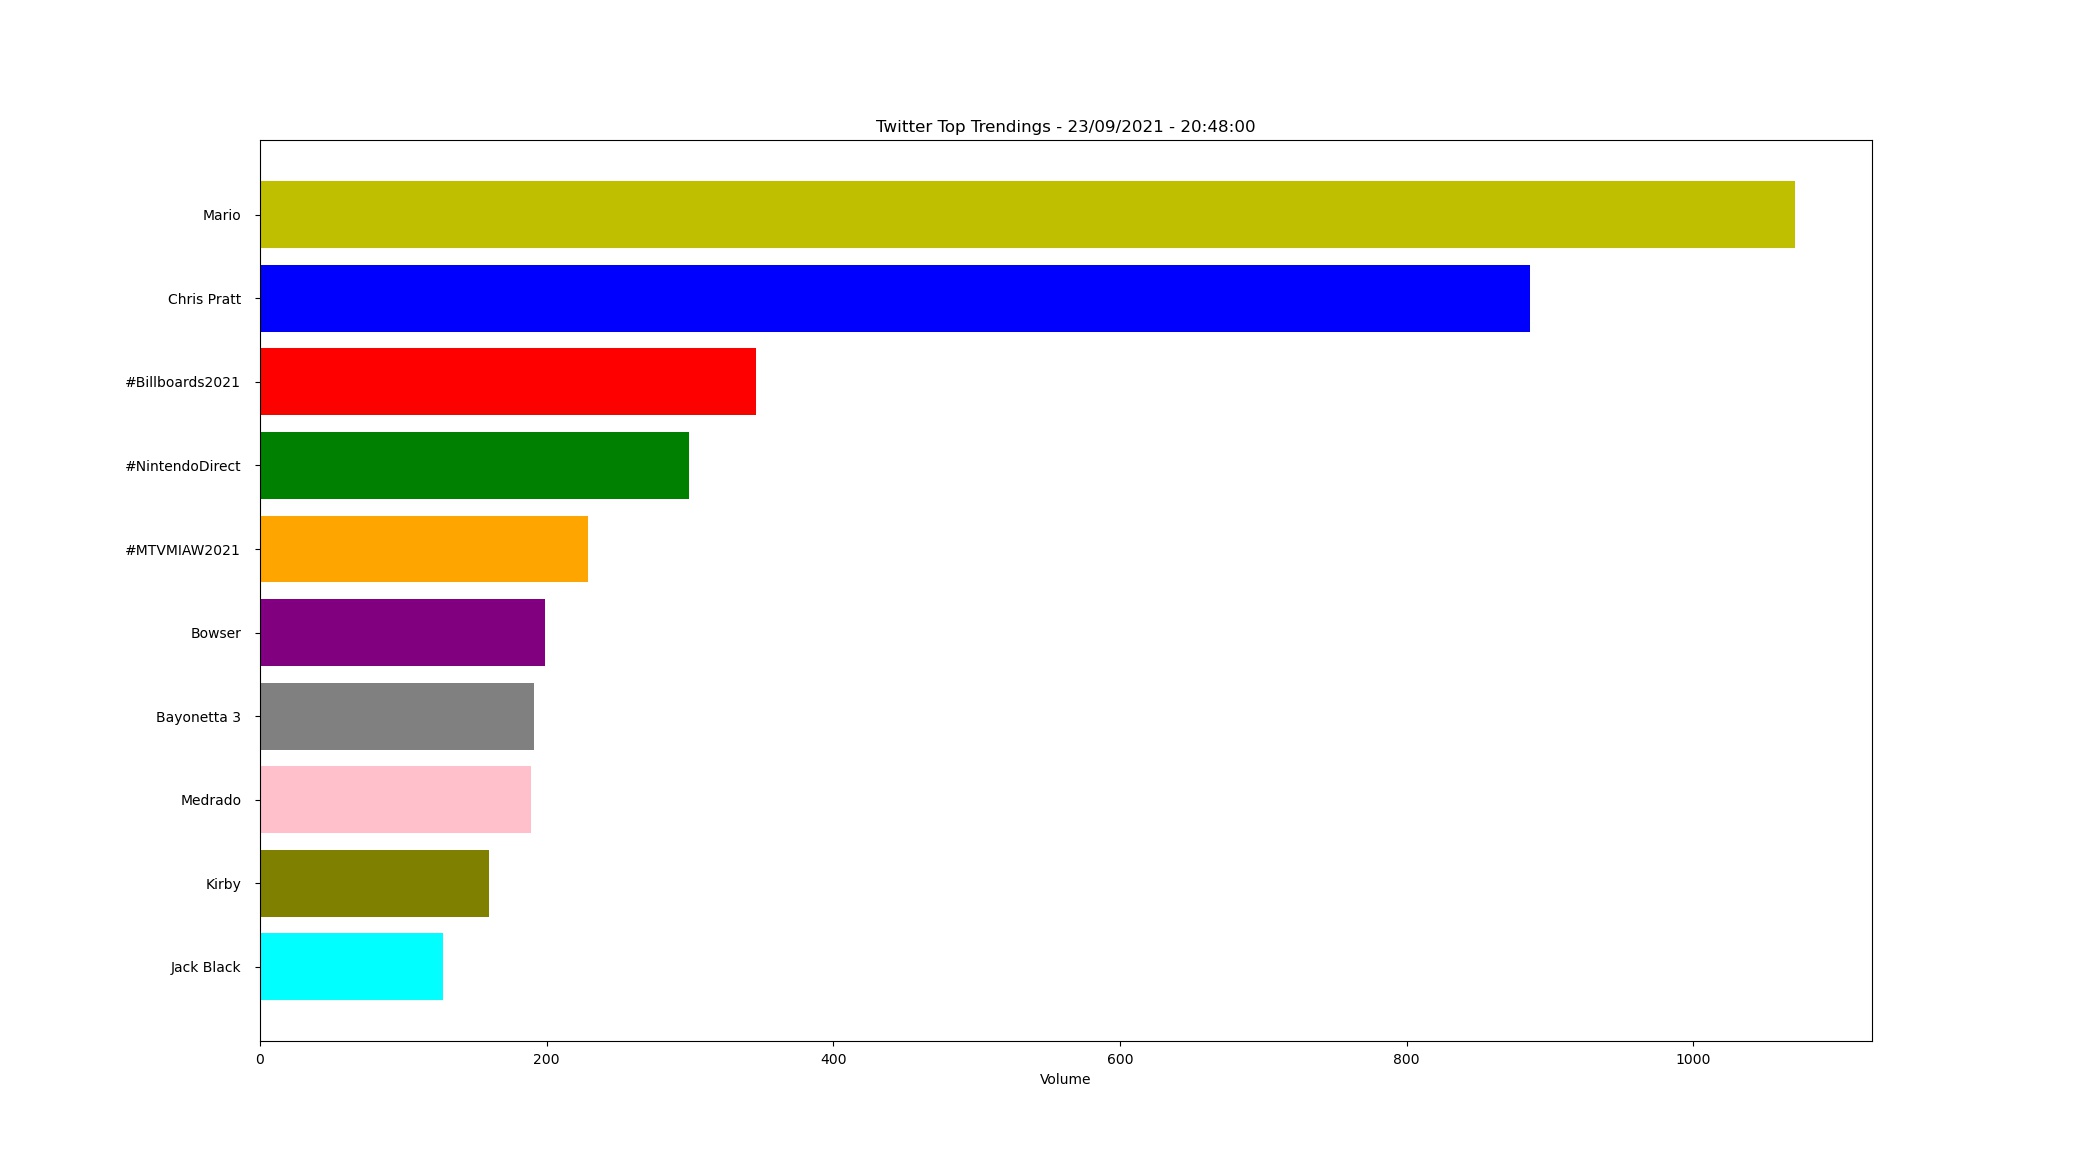 Twitter Top Trendings - 23/09/2021 - 20:48:00
Mario
Chris Pratt
#Billboards2021
#NintendoDirect
#MTVMIAW2021
Bowser
Bayonetta 3
Medrado
Kirby
Jack Black
0 200 400 600 800 1000
Volume